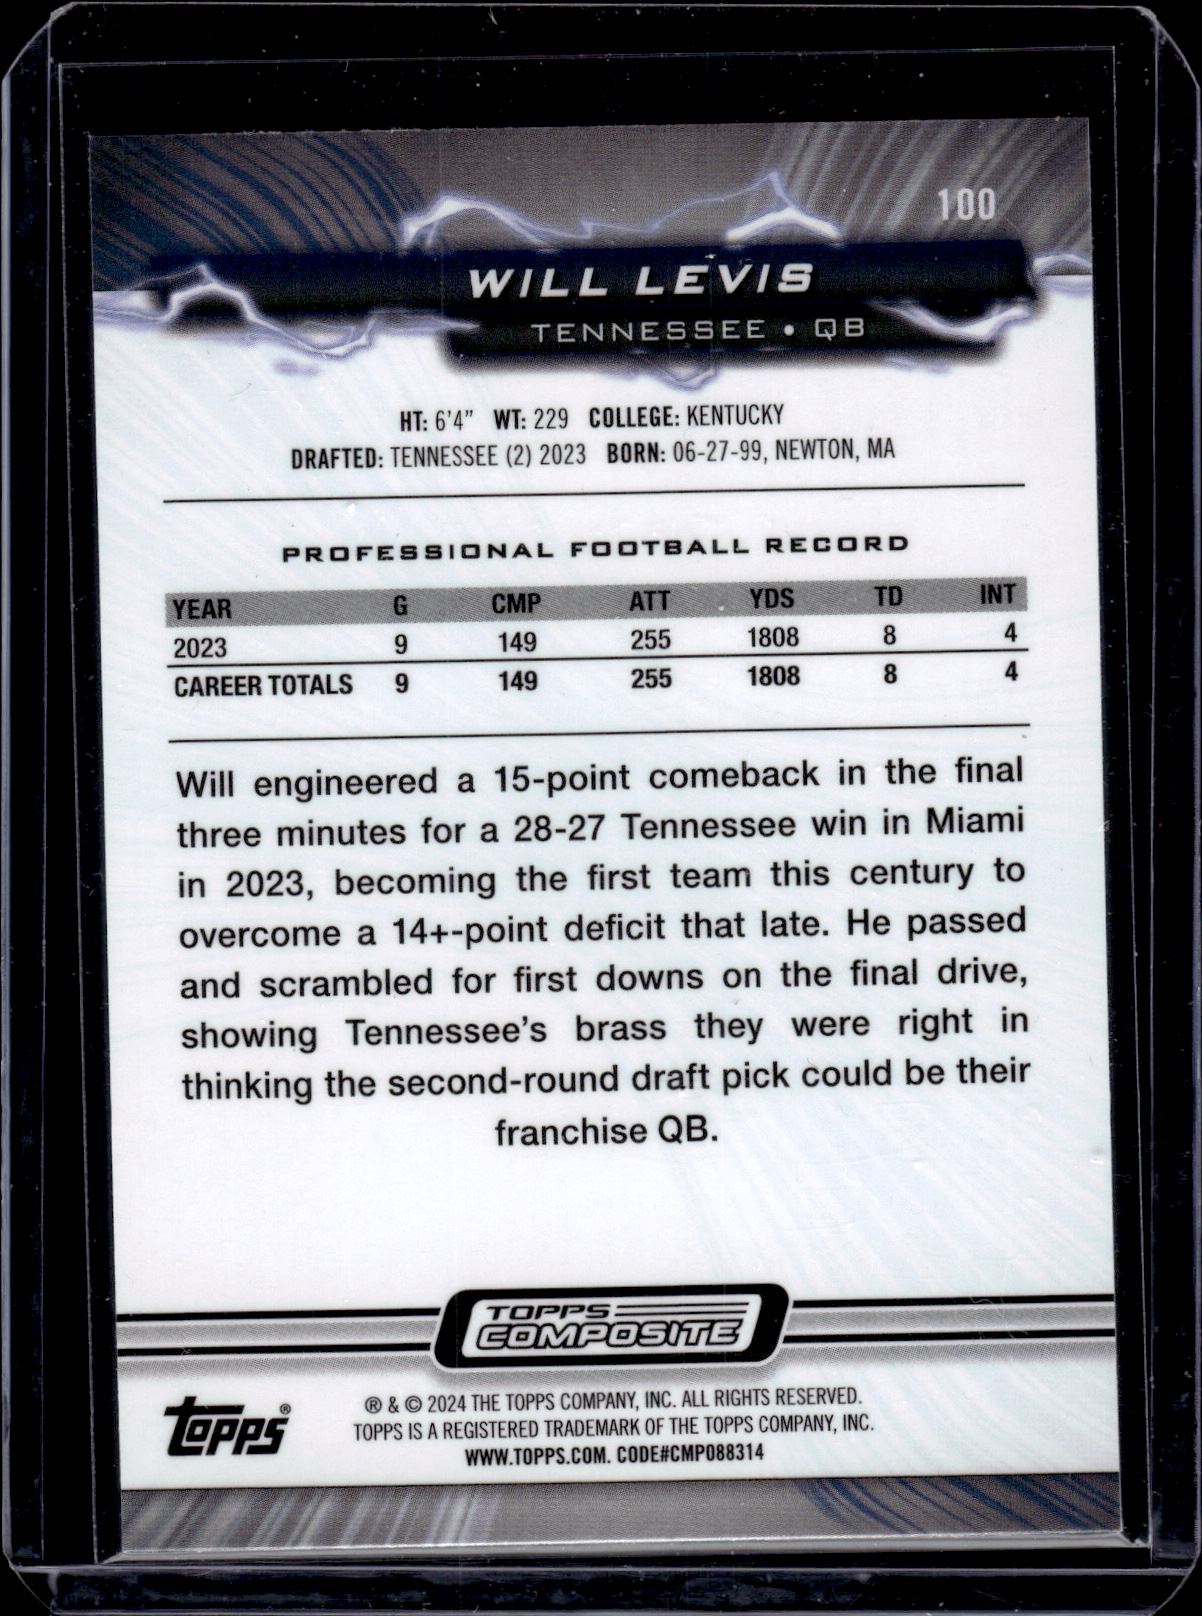 100
WILL LEVIS
TENNESSEE • QB
HT: 6'4" WT: 229 COLLEGE: KENTUCKY
DRAFTED: TENNESSEE (2) 2023 BORN: 06-27-99, NEWTON, MA
PROFESSIONAL FOOTBALL RECORD
YEAR G CMP ATT YDS TD INT
2023 9 149 255 1808 8 4
CAREER TOTALS 9 149 255 1808 8 4
Will engineered a 15-point comeback in the final
three minutes for a 28-27 Tennessee win in Miami
in 2023, becoming the first team this century to
overcome a 14+-point deficit that late. He passed
and scrambled for first downs on the final drive,
showing Tennessee's brass they were right in
thinking the second-round draft pick could be their
franchise QB.
TOPPS
COMPOSITE
topps®
® & © 2024 THE TOPPS COMPANY, INC. ALL RIGHTS RESERVED.
TOPPS IS A REGISTERED TRADEMARK OF THE TOPPS COMPANY, INC.
WWW.TOPPS.COM. CODE#CMP088314